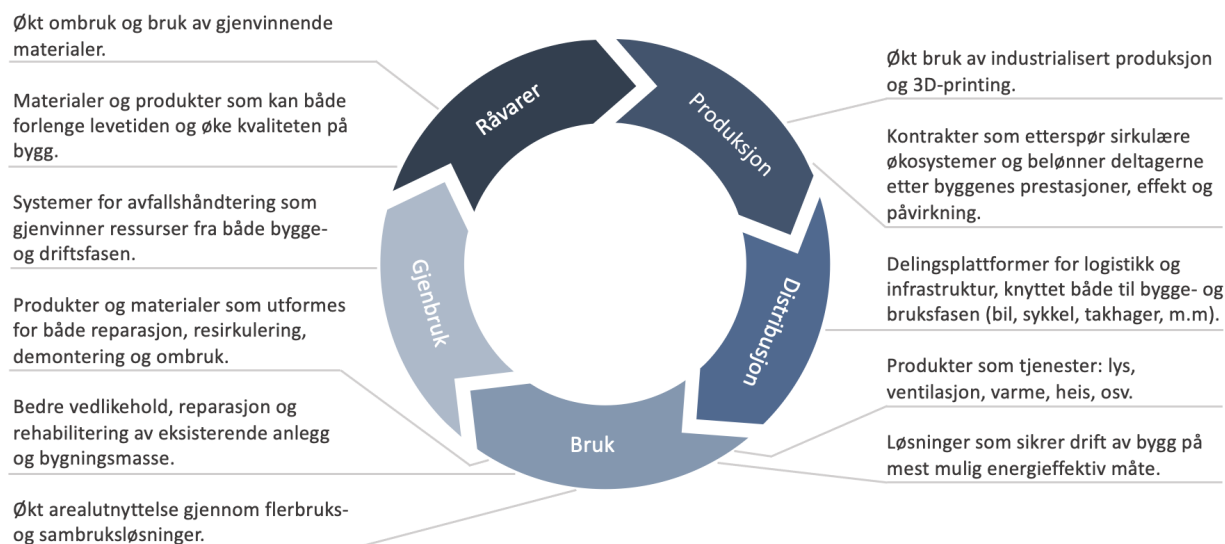 Økt ombruk og bruk av gjenvinnende
materialer.
Materialer og produkter som kan både
forlenge levetiden og øke kvaliteten på
bygg.
Systemer for avfallshåndtering som
gjenvinner ressurser fra både bygge-
og driftsfasen.
Produkter og materialer som utformes
for både reparasjon, resirkulering,
demontering og ombruk.
Bedre vedlikehold, reparasjon og
rehabilitering av eksisterende anlegg
og bygningsmasse.
Økt arealutnyttelse gjennom flerbruks-
og sambruksløsninger.
Råvarer
Produksjon
Distribusjon
Bruk
Gjenbruk
Økt bruk av industrialisert produksjon
og 3D-printing.
Kontrakter som etterspør sirkulære
økosystemer og belønner deltagerne
etter byggenes prestasjoner, effekt og
påvirkning.
Delingsplattformer for logistikk og
infrastruktur, knyttet både til bygge- og
bruksfasen (bil, sykkel, takhager, m.m).
Produkter som tjenester: lys,
ventilasjon, varme, heis, osv.
Løsninger som sikrer drift av bygg på
mest mulig energieffektiv måte.